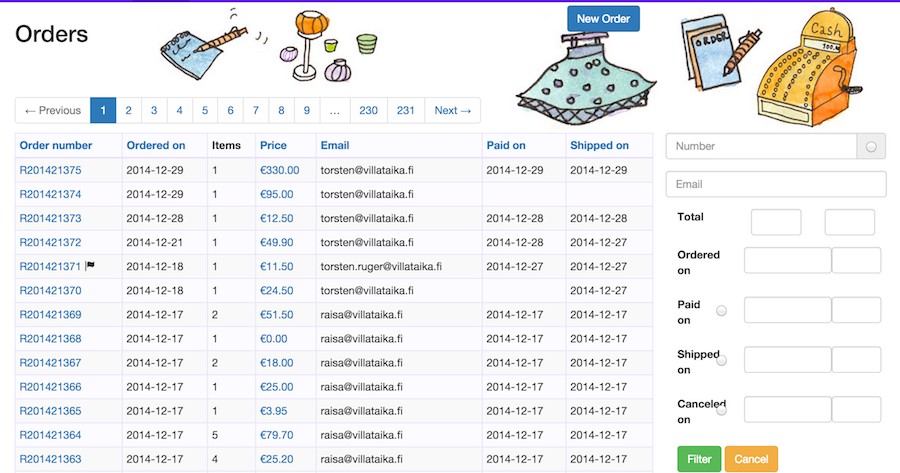 Orders
New Order
ORDER
Cash
← Previous 1 2 3 4 5 6 7 8 9 … 230 231 Next →
Order number Ordered on Items Price Email Paid on Shipped on
R201421375 2014-12-29 1 €330.00 torsten@villataika.fi 2014-12-29 2014-12-29
R201421374 2014-12-29 1 €95.00 torsten@villataika.fi
R201421373 2014-12-28 1 €12.50 torsten@villataika.fi 2014-12-28 2014-12-28
R201421372 2014-12-21 1 €49.90 torsten@villataika.fi 2014-12-28 2014-12-27
R201421371 2014-12-18 1 €11.50 torsten.ruger@villataika.fi 2014-12-27 2014-12-27
R201421370 2014-12-18 1 €24.50 torsten@villataika.fi 2014-12-27
R201421369 2014-12-17 2 €51.50 raisa@villataika.fi 2014-12-17 2014-12-17
R201421368 2014-12-17 1 €0.00 raisa@villataika.fi 2014-12-17 2014-12-17
R201421367 2014-12-17 2 €18.00 raisa@villataika.fi 2014-12-17 2014-12-17
R201421366 2014-12-17 1 €25.00 raisa@villataika.fi 2014-12-17 2014-12-17
R201421365 2014-12-17 1 €3.95 raisa@villataika.fi 2014-12-17 2014-12-17
R201421364 2014-12-17 5 €79.70 raisa@villataika.fi 2014-12-17 2014-12-17
R201421363 2014-12-17 4 €25.20 raisa@villataika.fi 2014-12-17 2014-12-17
Number
Email
Total
Ordered
on
Paid
on
Shipped
on
Canceled
on
Filter Cancel